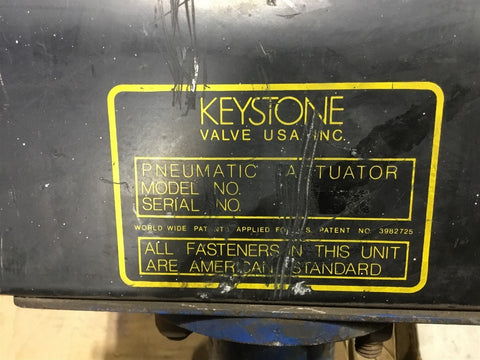 KEYSTONE
VALVE USA, INC.
PNEUMATIC ACTUATOR
MODEL NO.
SERIAL NO.
WORLD WIDE PATENTS APPLIED FOR U.S. PATENT NO. 3982725
ALL FASTENERS IN THIS UNIT
ARE AMERICAN STANDARD